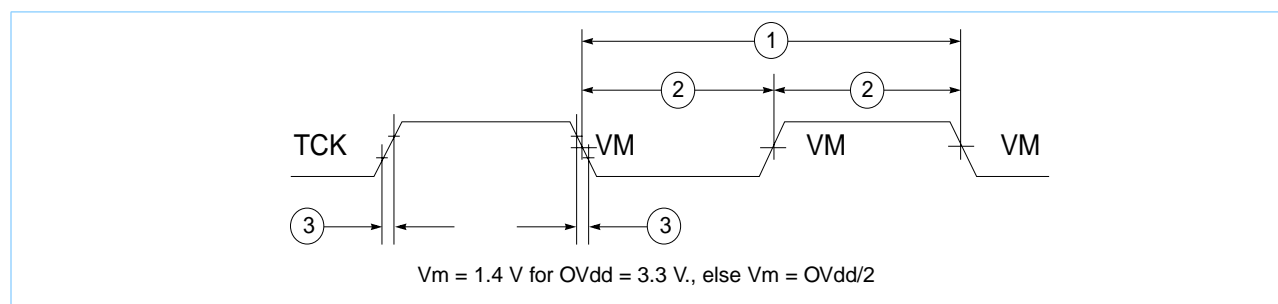 1
2 2
TCK VM VM VM
3 3
Vm = 1.4 V for OVdd = 3.3 V., else Vm = OVdd/2